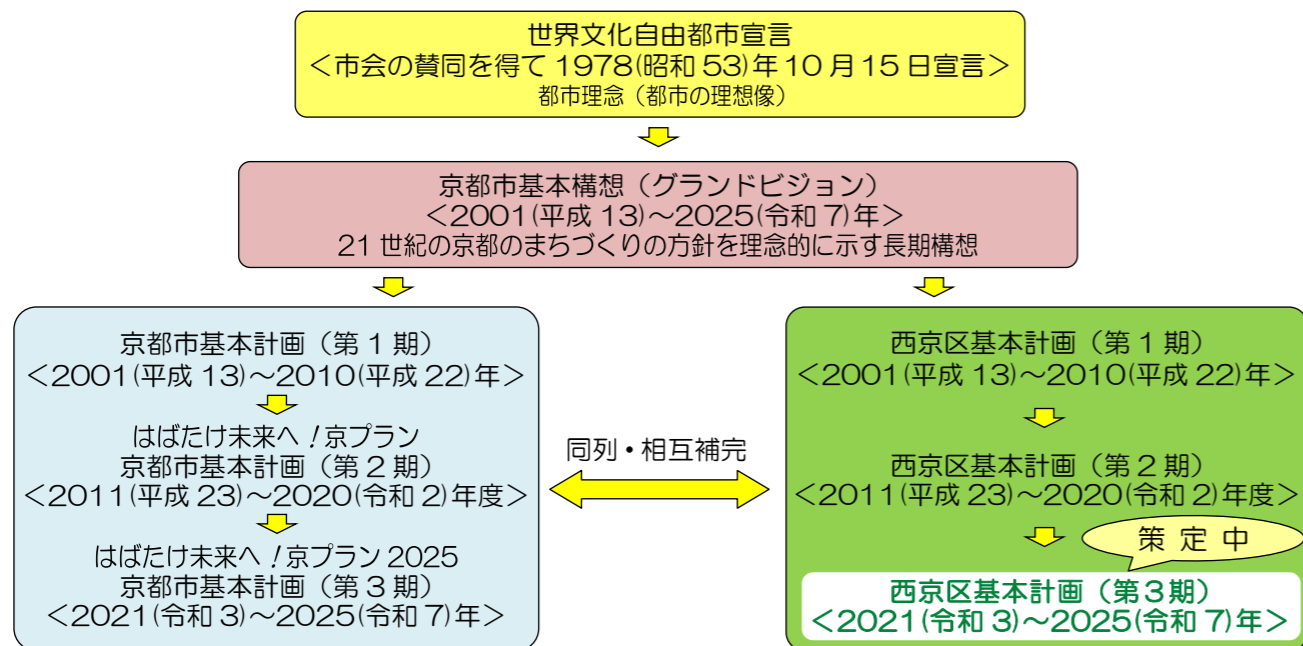 世界文化自由都市宣言
＜市会の賛同を得て 1978(昭和 53)年 10 月 15 日宣言＞
都市理念（都市の理想像）
京都市基本構想（グランドビジョン）
＜2001(平成 13)～2025(令和 7)年＞
21 世紀の京都のまちづくりの方針を理念的に示す長期構想
京都市基本計画（第 1 期）
＜2001(平成 13)～2010(平成 22)年＞
はばたけ未来へ！京プラン
京都市基本計画（第 2 期）
＜2011(平成 23)～2020(令和 2)年度＞
はばたけ未来へ！京プラン 2025
京都市基本計画（第 3 期）
＜2021(令和 3)～2025(令和 7)年＞
同列・相互補完
西京区基本計画（第 1 期）
＜2001(平成 13)～2010(平成 22)年＞
西京区基本計画（第 2 期）
＜2011(平成 23)～2020(令和 2)年度＞
策 定 中
西京区基本計画（第３期）
＜2021(令和 3)～2025(令和 7)年＞